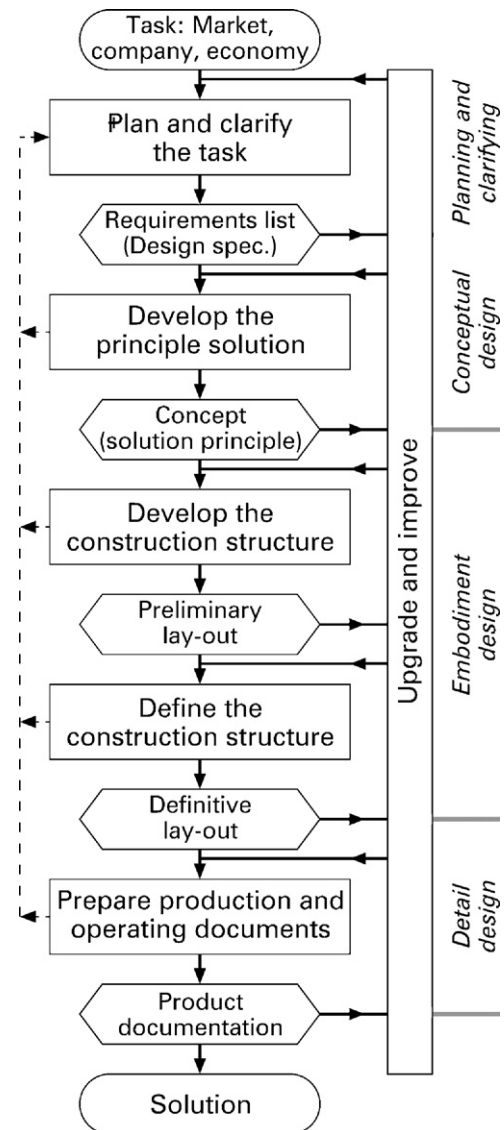 Task: Market,
company, economy
Plan and clarify
the task
Requirements list
(Design spec.)
Develop the
principle solution
Concept
(solution principle)
Develop the
construction structure
Preliminary
lay-out
Define the
construction structure
Definitive
lay-out
Prepare production and
operating documents
Product
documentation
Solution
Upgrade and improve
Planning and
clarifying
Conceptual
design
Embodiment
design
Detail
design